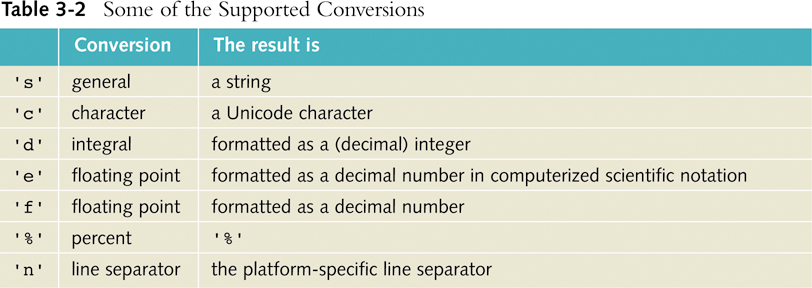 Table 3-2 Some of the Supported Conversions
Conversion The result is
's' general a string
'c' character a Unicode character
'd' integral formatted as a (decimal) integer
'e' floating point formatted as a decimal number in computerized scientific notation
'f' floating point formatted as a decimal number
'%' percent '%'
'n' line separator the platform-specific line separator